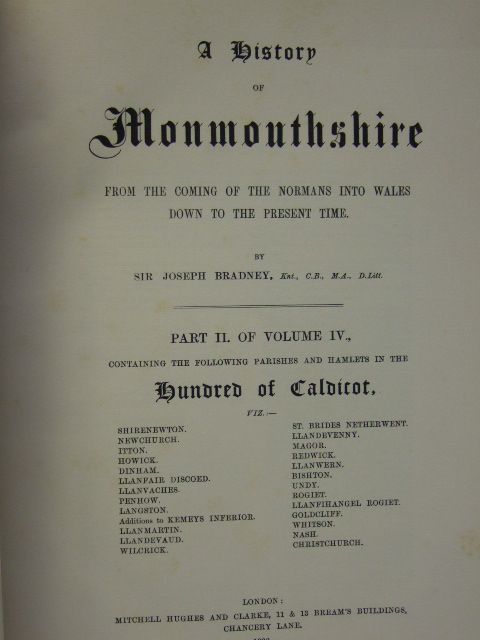 A History
OF
Monmouthshire
FROM THE COMING OF THE NORMANS INTO WALES
DOWN TO THE PRESENT TIME.
BY
SIR JOSEPH BRADNEY, Knt., C.B., M.A., D.Litt.
PART II. OF VOLUME IV.,
CONTAINING THE FOLLOWING PARISHES AND HAMLETS IN THE
Hundred of Caldicot,
VIZ.:—
SHIRENEWTON.
NEWCHURCH.
ITTON.
HOWICK.
DINHAM.
LLANFAIR DISCOED.
LLANVACHES.
PENHOW.
LANGSTON.
Additions to KEMEYS INFERIOR.
LLANMARTIN.
LLANDEVAUD.
WILCRICK.
ST. BRIDES NETHERWENT.
LLANDEVENNY.
MAGOR.
REDWICK.
LLANWERN.
BISHTON.
UNDY.
ROGIET.
LLANFIHANGEL ROGIET.
GOLDCLIFF.
WHITSON.
NASH.
CHRISTCHURCH.
LONDON:
MITCHELL HUGHES AND CLARKE, 11 & 13 BREAM'S BUILDINGS,
CHANCERY LANE.